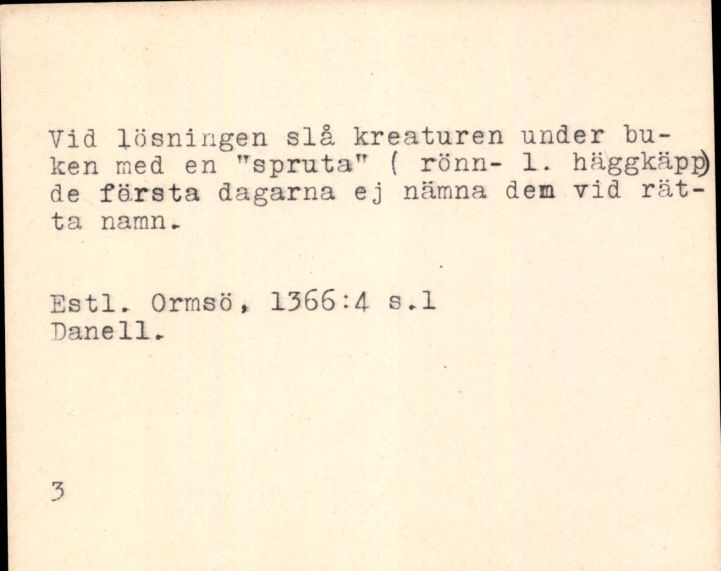 Vid lösningen slå kreaturen under bu-
ken med en "spruta" ( rönn- l. häggkäpp)
de första dagarna ej nämna dem vid rät-
ta namn.
Estl. Ormsö, 1366:4 s.1
Danell.
3